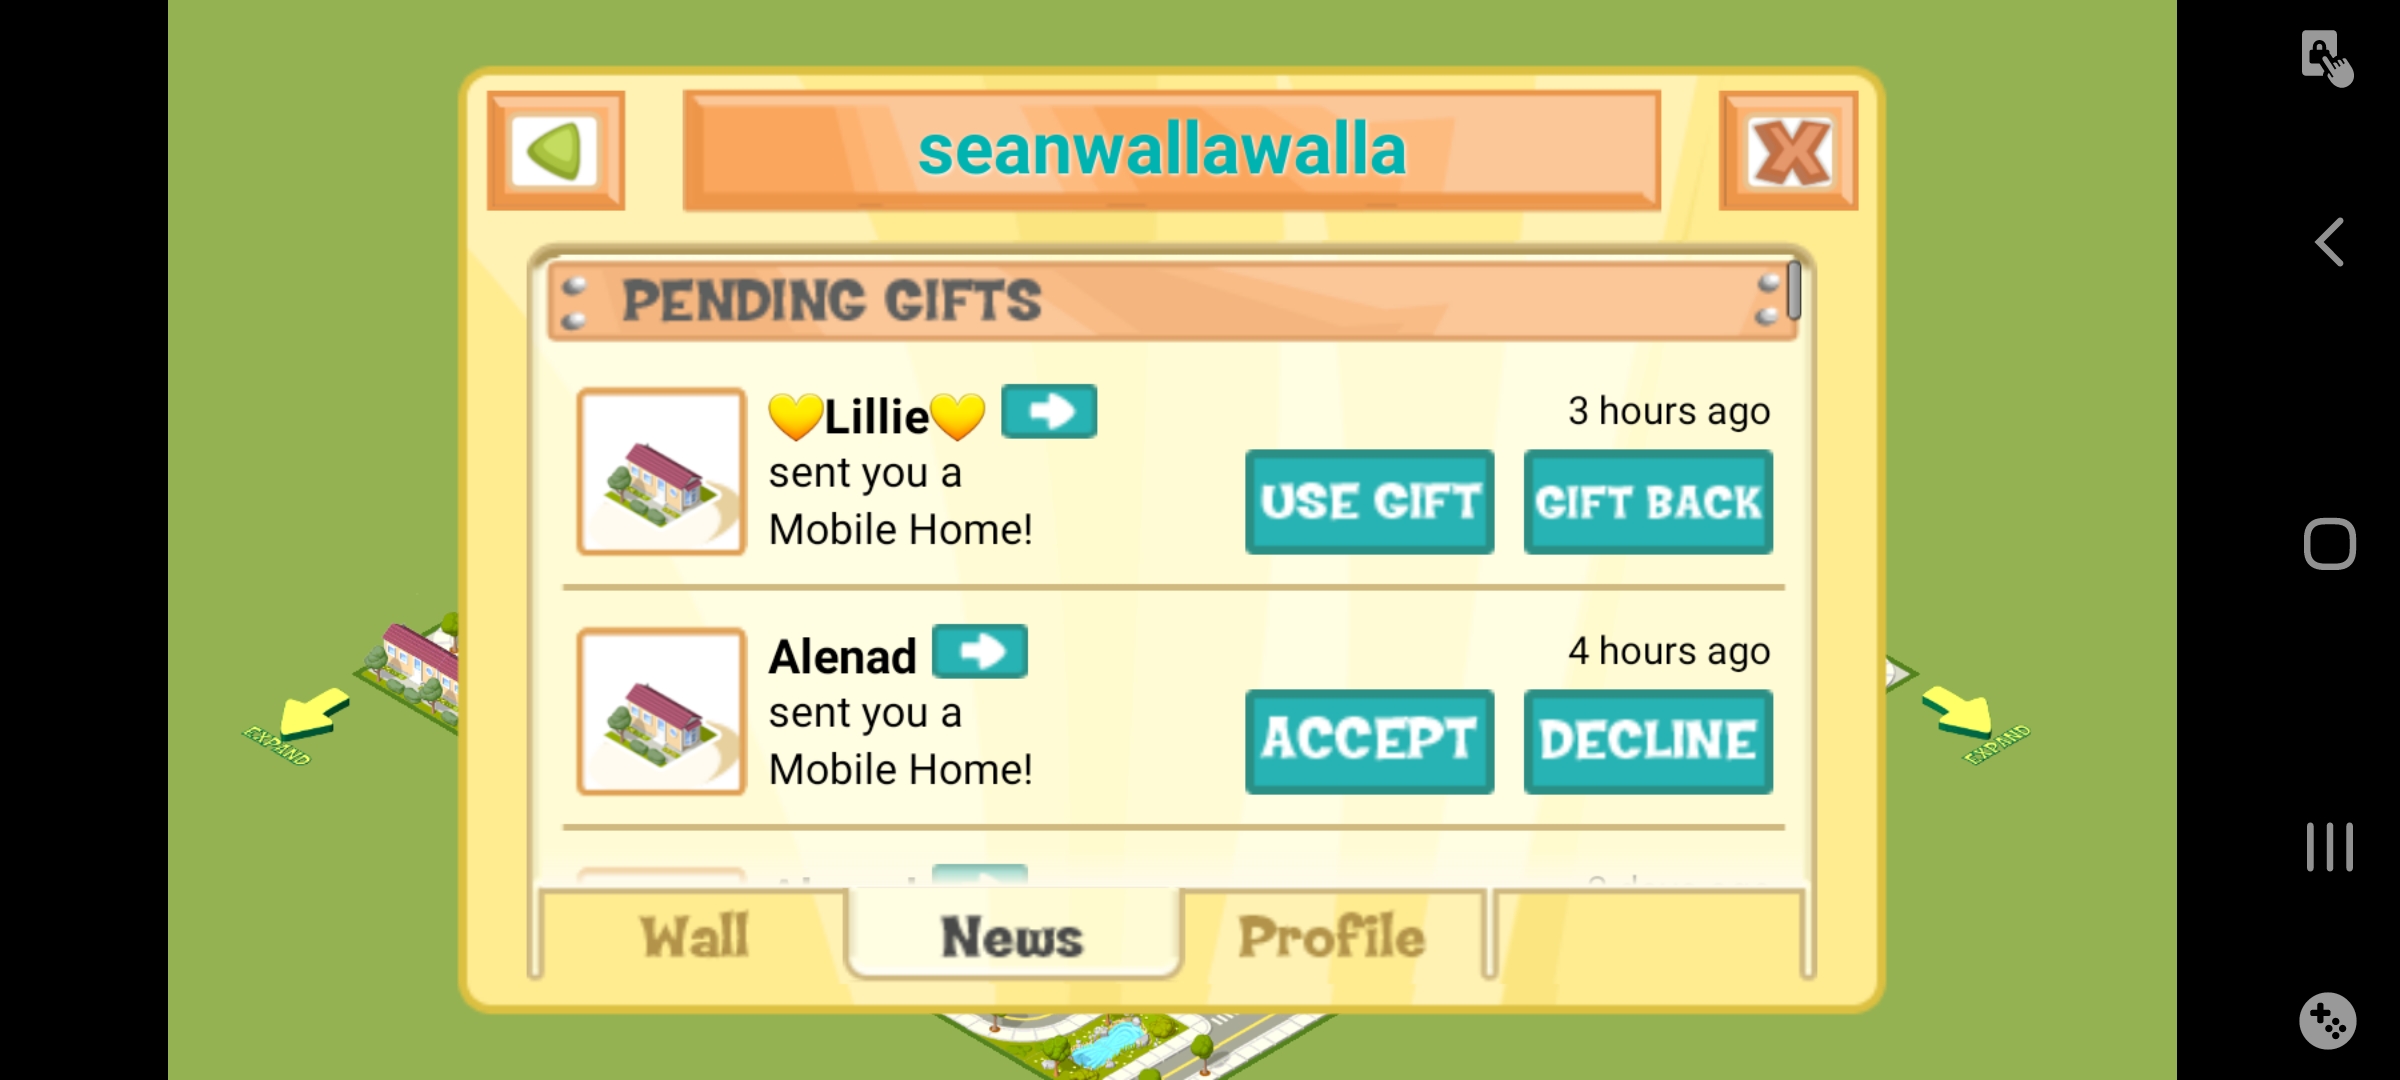 seanwallawalla
PENDING GIFTS
💛Lillie💛
3 hours ago
sent you a
Mobile Home!
USE GIFT
GIFT BACK
Alenad
4 hours ago
sent you a
Mobile Home!
ACCEPT
DECLINE
EXPAND
EXPAND
Wall
News
Profile